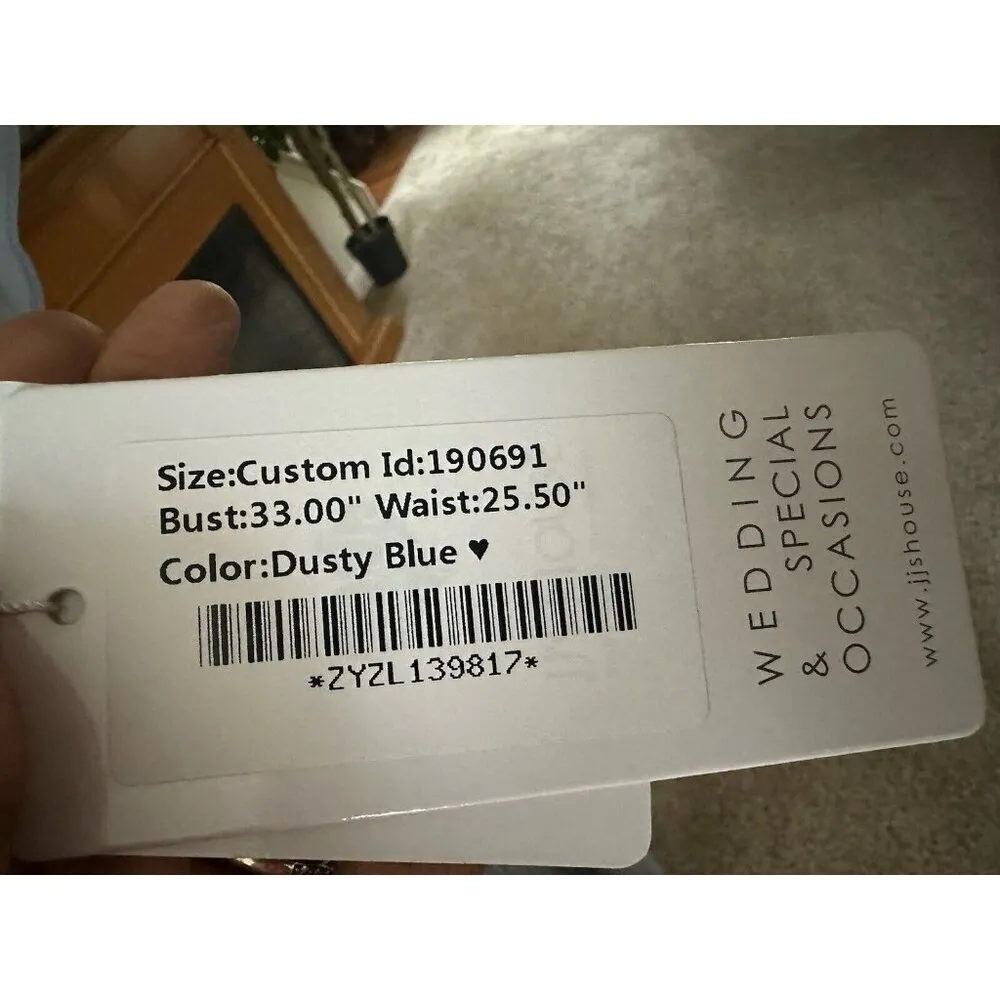 Size:Custom Id:190691
Bust:33.00" Waist:25.50"
Color:Dusty Blue ♥
*ZYZL139817*
WEDDING
& SPECIAL
OCCASIONS
www.jjshouse.com